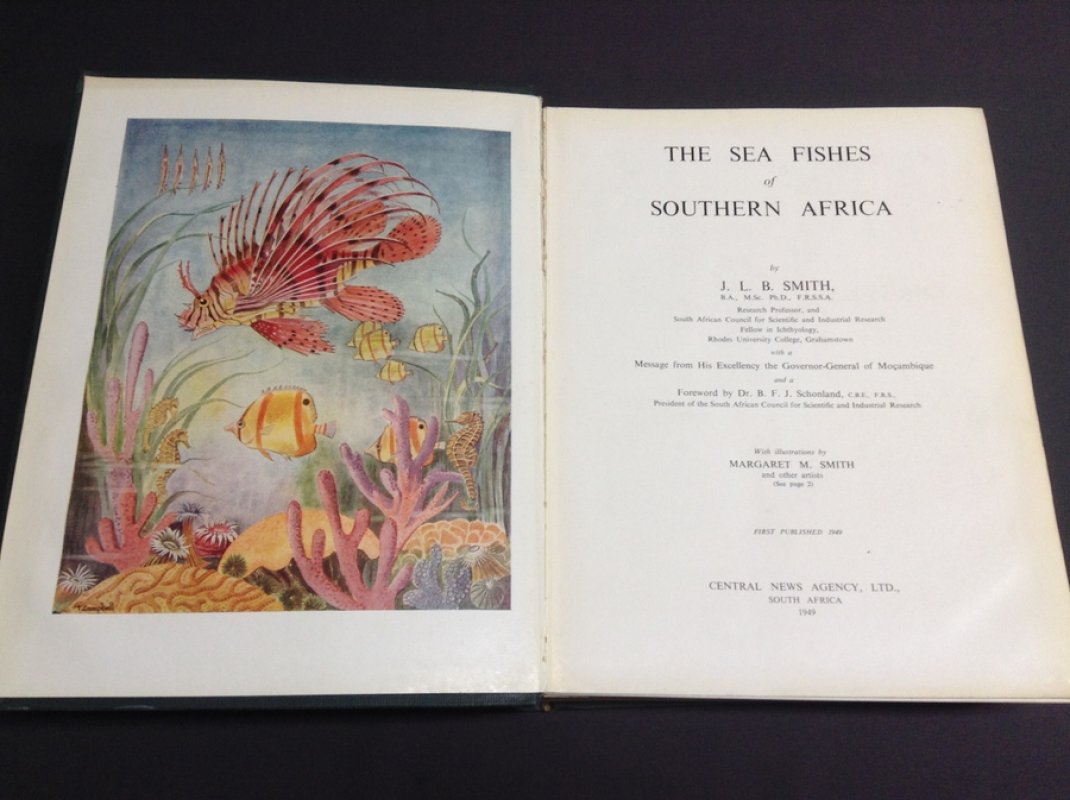 THE SEA FISHES
of
SOUTHERN AFRICA
by
J. L. B. SMITH,
B.A., M.Sc. Ph.D., F.R.S.S.A.
Research Professor, and
South African Council for Scientific and Industrial Research
Fellow in Ichthyology,
Rhodes University College, Grahamstown
with a
Message from His Excellency the Governor-General of Moçambique
and a
Foreword by Dr. B. F. J. Schonland, C.B.E., F.R.S.,
President of the South African Council for Scientific and Industrial Research
With illustrations by
MARGARET M. SMITH
and other artists
(See page 2)
FIRST PUBLISHED 1949
CENTRAL NEWS AGENCY, LTD.,
SOUTH AFRICA
1949